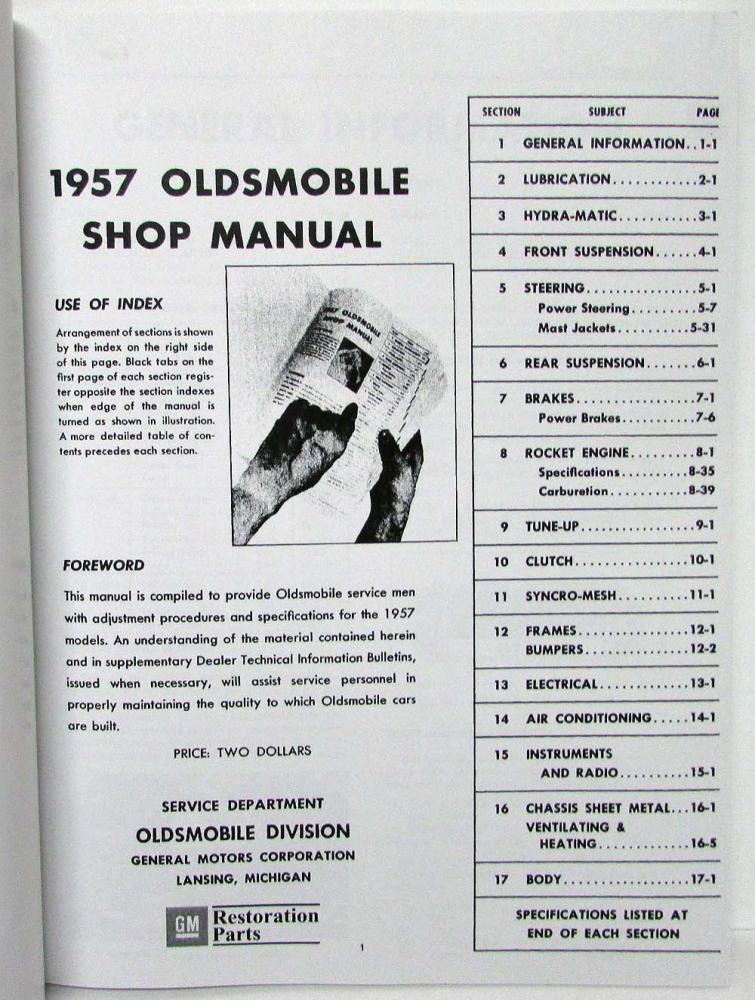 1957 OLDSMOBILE
SHOP MANUAL
USE OF INDEX
Arrangement of sections is shown
by the index on the right side
of this page. Black tabs on the
first page of each section regis-
ter opposite the section indexes
when edge of the manual is
turned as shown in illustration.
A more detailed table of con-
tents precedes each section.
1957 OLDSMOBILE
SHOP MANUAL
FOREWORD
This manual is compiled to provide Oldsmobile service men
with adjustment procedures and specifications for the 1957
models. An understanding of the material contained herein
and in supplementary Dealer Technical Information Bulletins,
issued when necessary, will assist service personnel in
properly maintaining the quality to which Oldsmobile cars
are built.
PRICE: TWO DOLLARS
SERVICE DEPARTMENT
OLDSMOBILE DIVISION
GENERAL MOTORS CORPORATION
LANSING, MICHIGAN
GM Restoration
Parts
1
SECTION SUBJECT PAGE
1 GENERAL INFORMATION..1-1
2 LUBRICATION...........2-1
3 HYDRA-MATIC..........3-1
4 FRONT SUSPENSION......4-1
5 STEERING..............5-1
Power Steering.........5-7
Mast Jackets..........5-31
6 REAR SUSPENSION.......6-1
7 BRAKES...............7-1
Power Brakes..........7-6
8 ROCKET ENGINE.........8-1
Specifications.........8-35
Carburetion...........8-39
9 TUNE-UP..............9-1
10 CLUTCH...............10-1
11 SYNCRO-MESH.........11-1
12 FRAMES..............12-1
BUMPERS.............12-2
13 ELECTRICAL...........13-1
14 AIR CONDITIONING.....14-1
15 INSTRUMENTS
AND RADIO.........15-1
16 CHASSIS SHEET METAL...16-1
VENTILATING &
HEATING............16-5
17 BODY................17-1
SPECIFICATIONS LISTED AT
END OF EACH SECTION